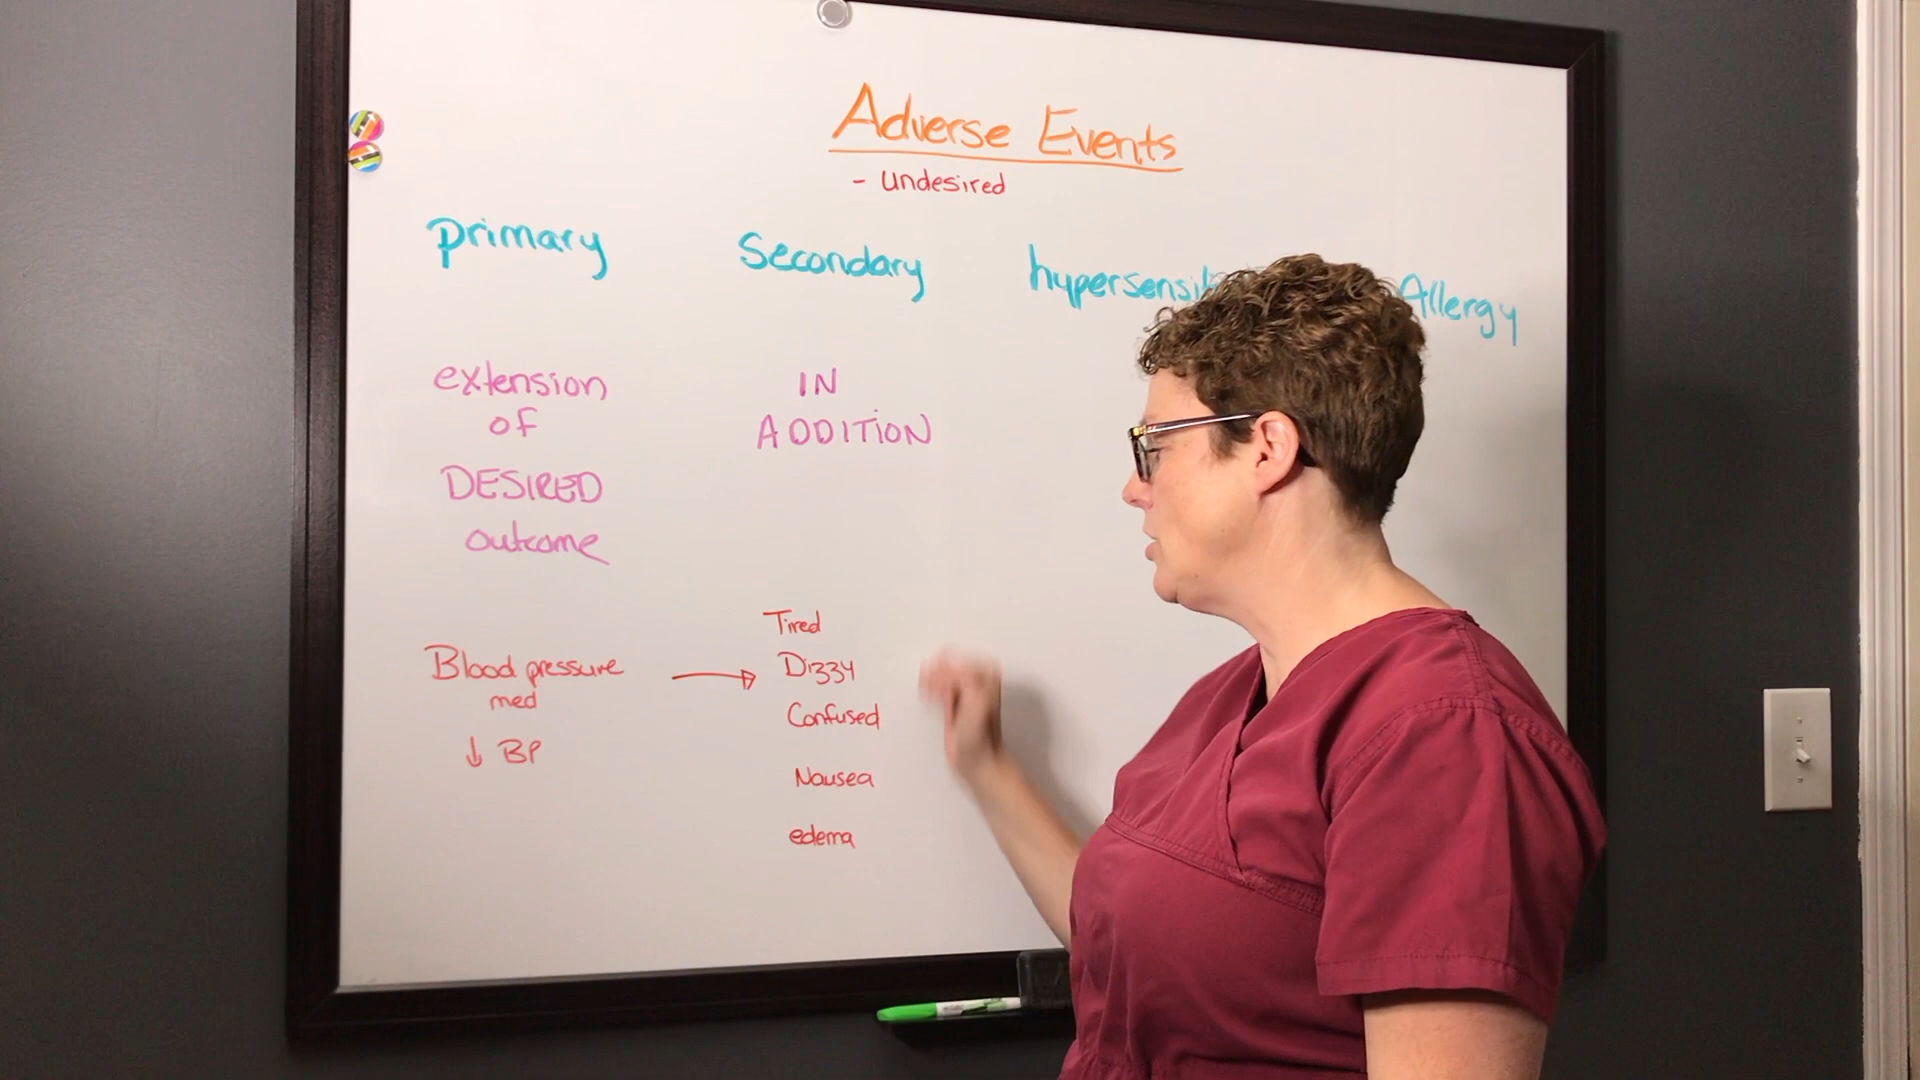 Adverse Events
- undesired
primary
Secondary
Allergy
extension
of
DESIRED
outcome
IN
ADDITION
Blood pressure
med
↓ BP
→
Tired
Dizzy
Confused
Nausea
edema